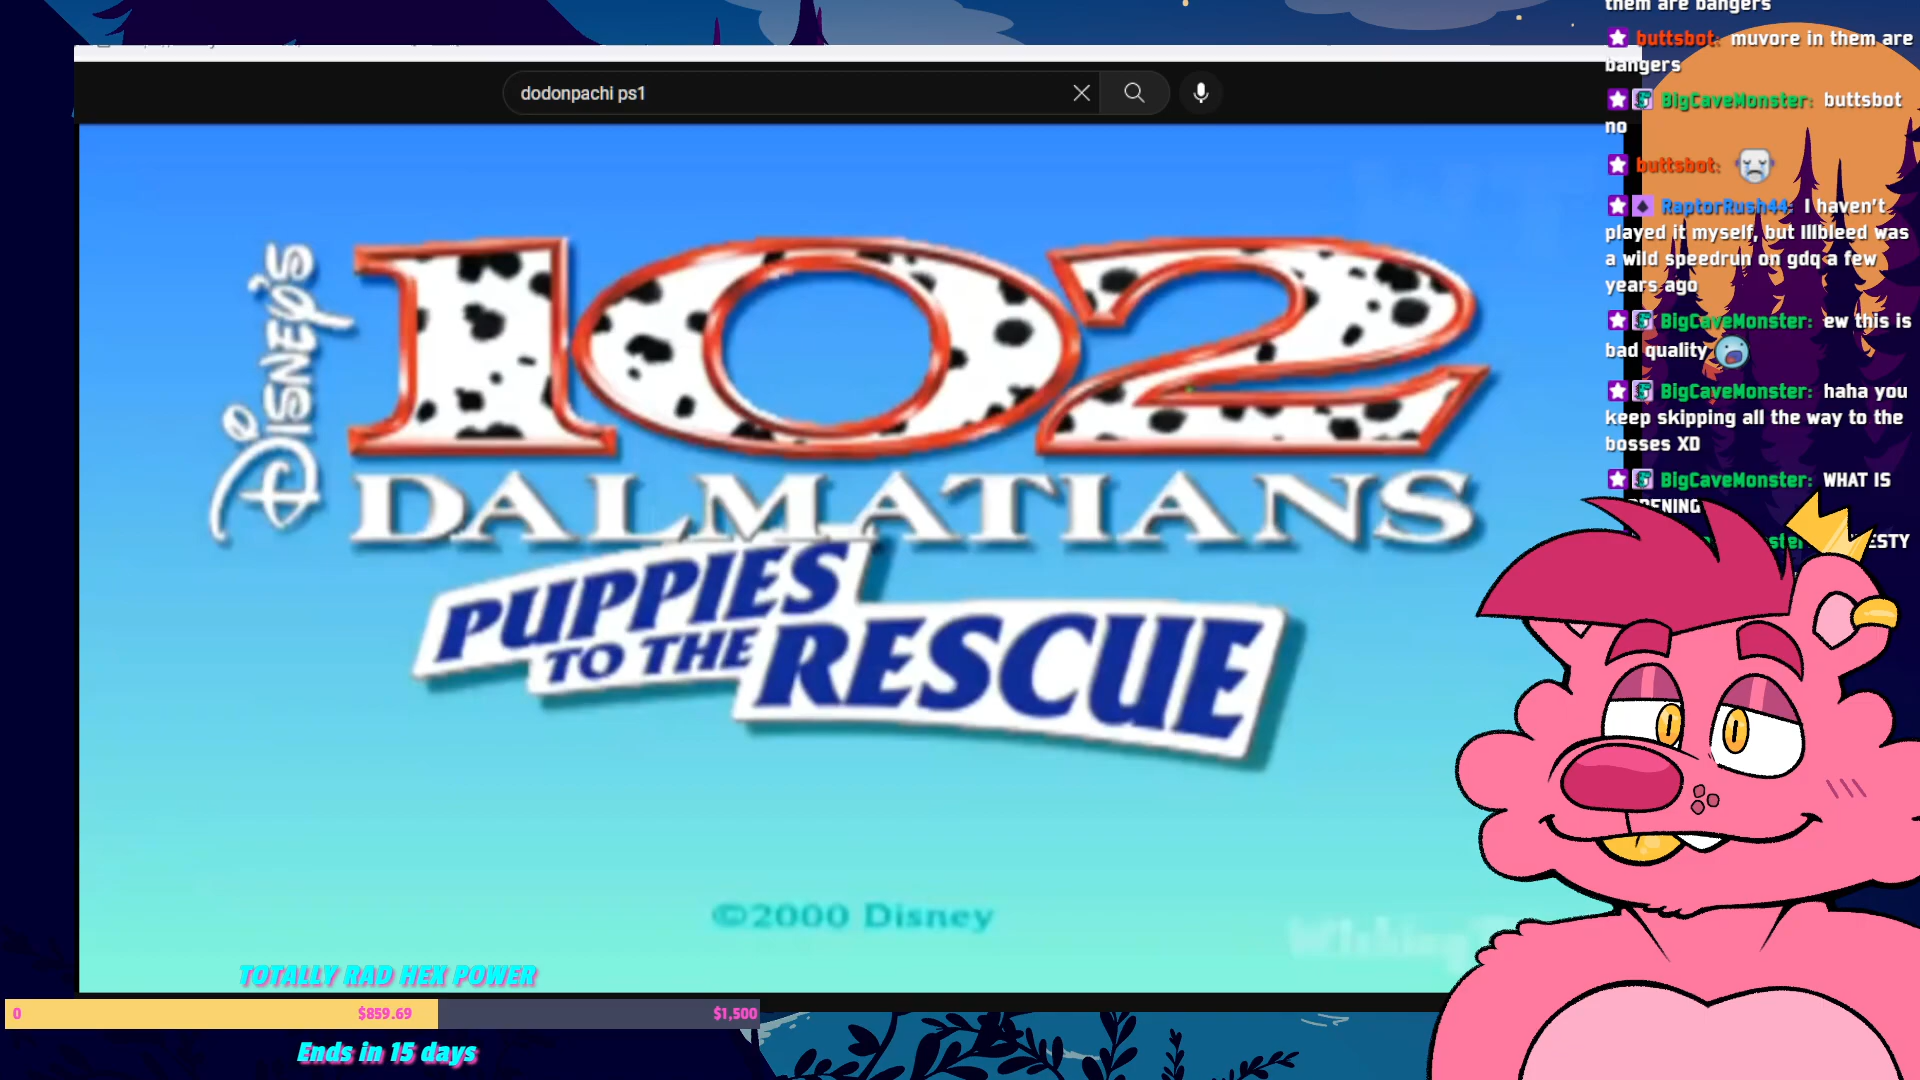 dodonpachi ps1
DISNEY'S
102
DALMATIANS
PUPPIES
TO THE RESCUE
©2000 Disney
TOTALLY RAD HEX POWER
0 $859.69 $1,500
Ends in 15 days
them are bangers
buttsbot: muvore in them are
bangers
BigCaveMonster: buttsbot
no
buttsbot:
RaptorRush44: I haven't
played it myself, but Illbleed was
a wild speedrun on gdq a few
years ago
BigCaveMonster: ew this is
bad quality
BigCaveMonster: haha you
keep skipping all the way to the
bosses XD
BigCaveMonster: WHAT IS